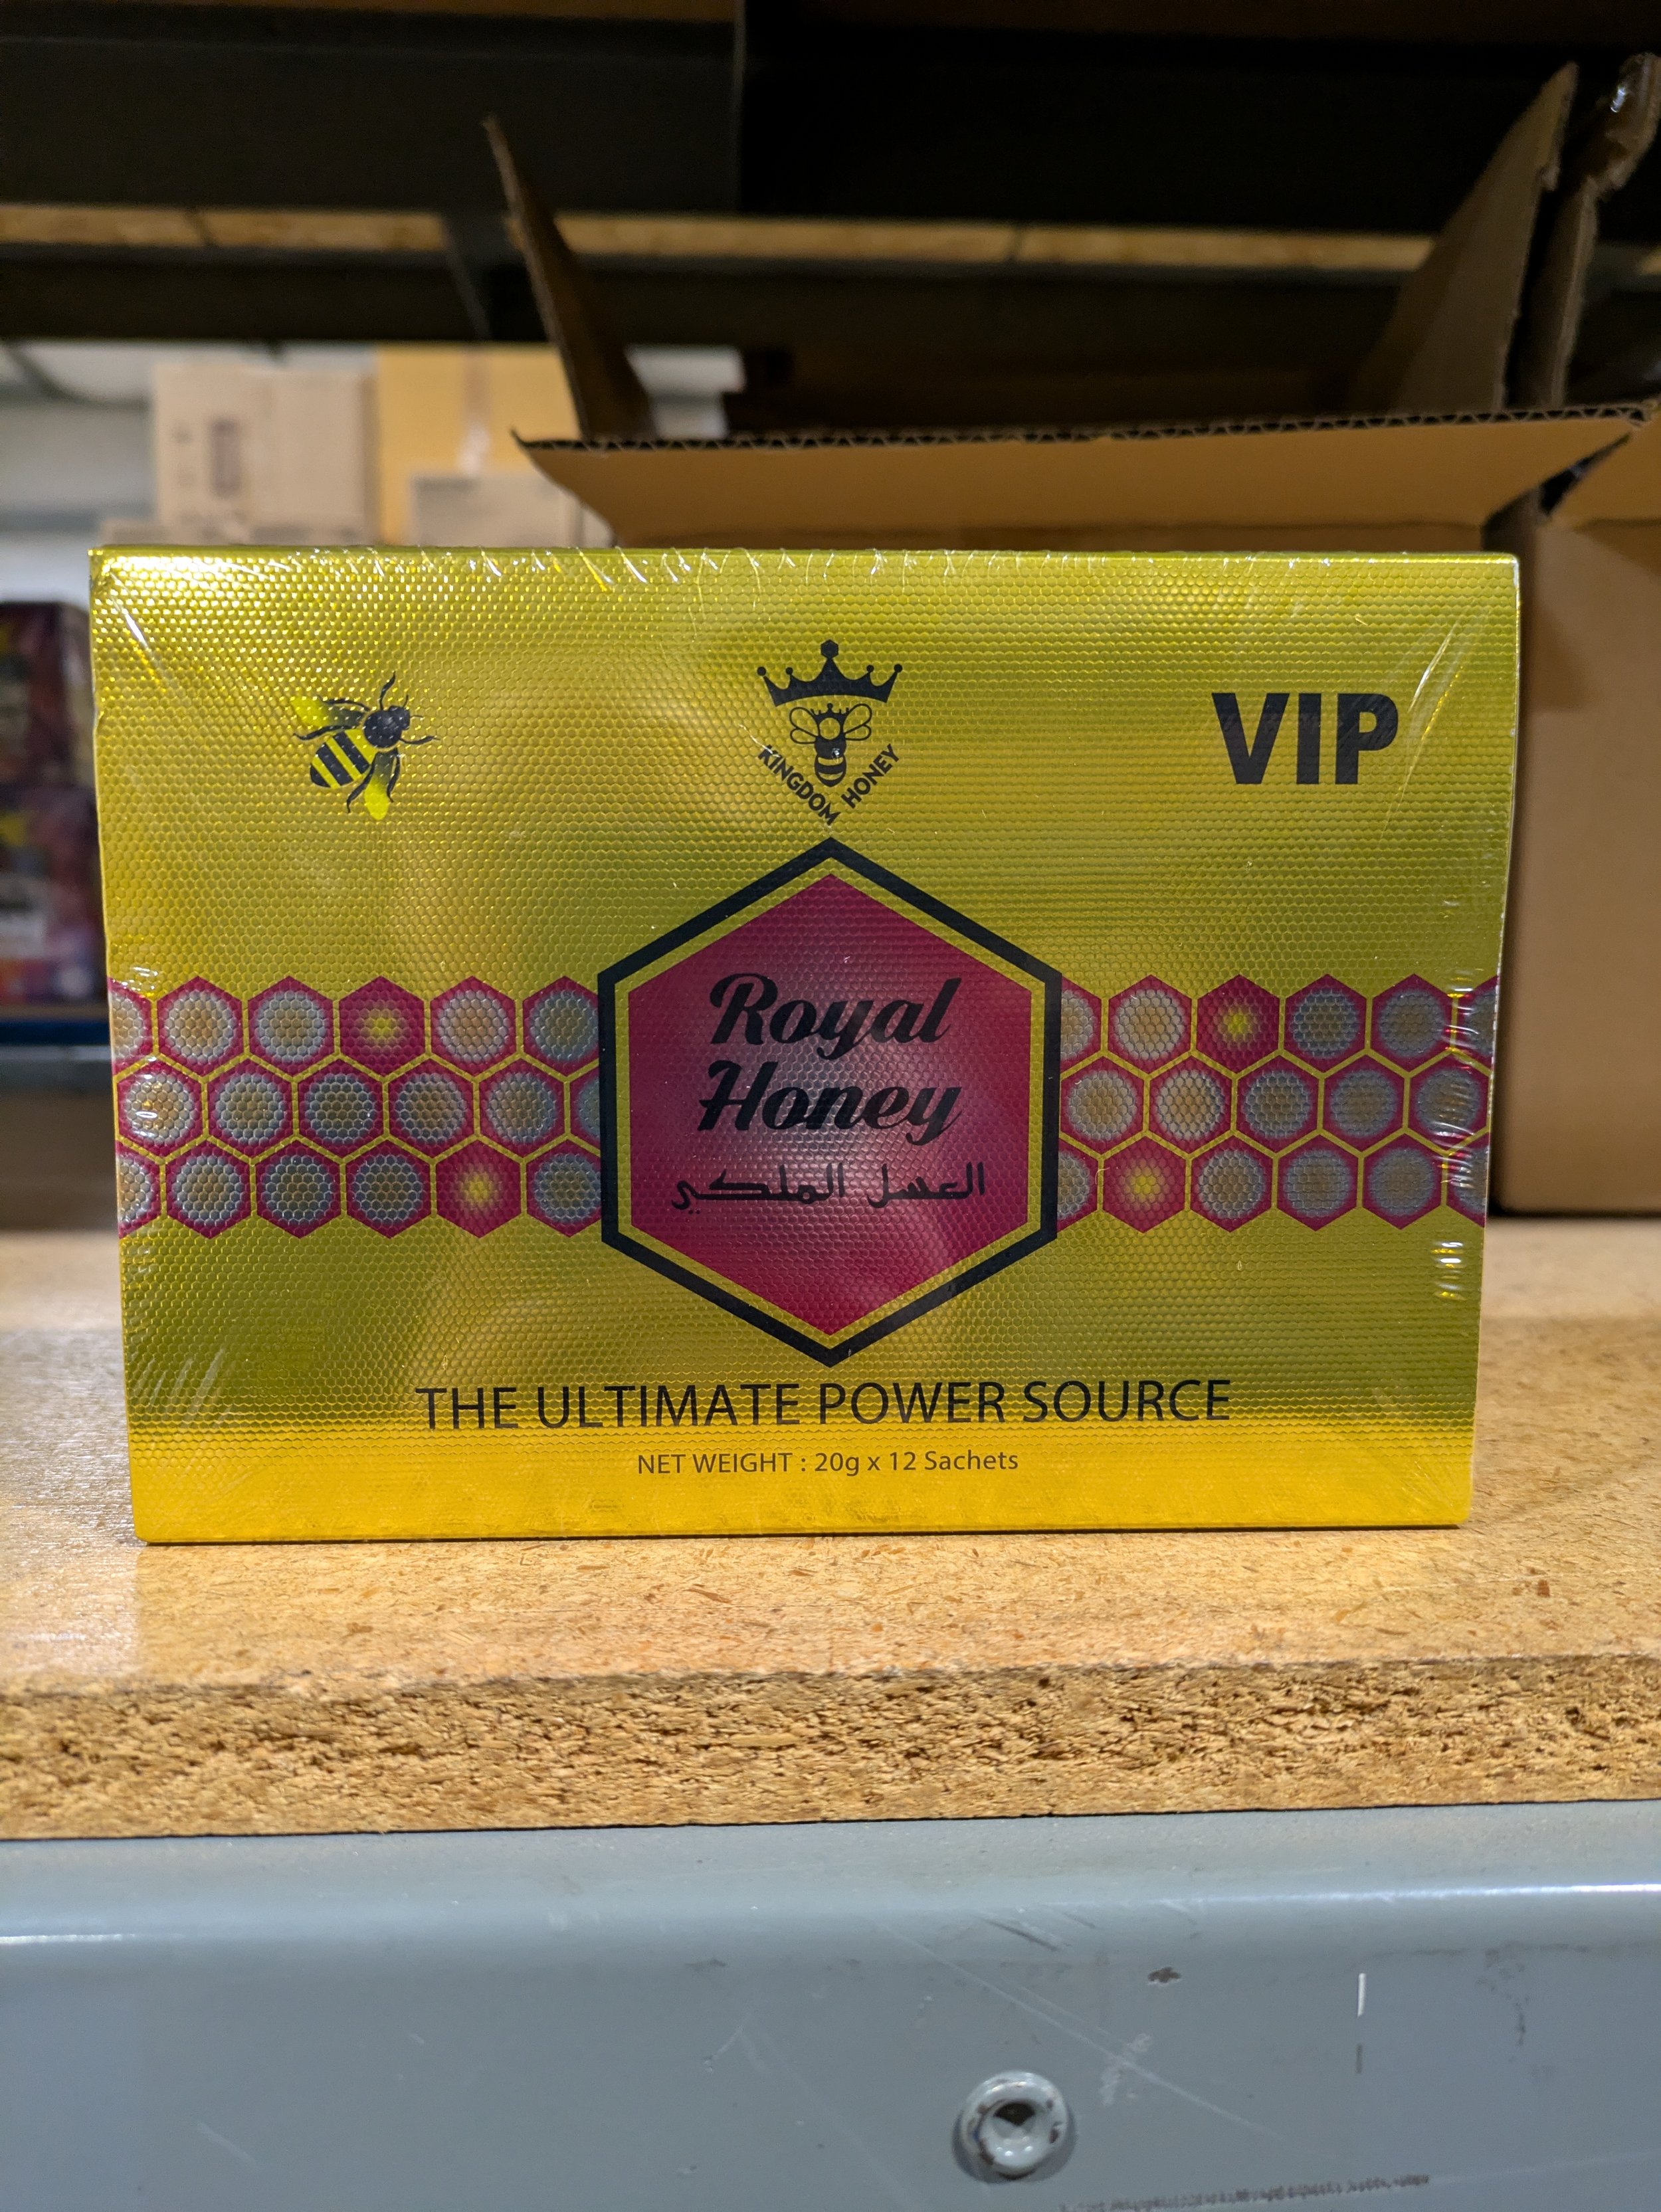 KINGDOM HONEY
VIP
Royal
Honey
العسل الملكي
THE ULTIMATE POWER SOURCE
NET WEIGHT : 20g x 12 Sachets